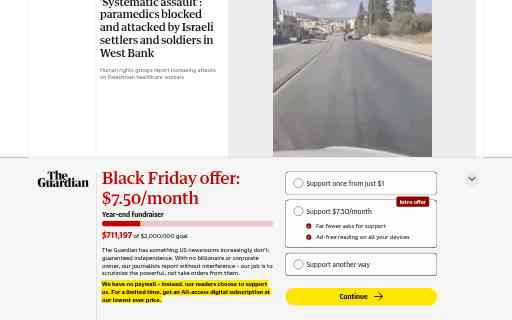 'Systematic assault':
paramedics blocked
and attacked by Israeli
settlers and soldiers in
West Bank
Human rights groups report increasing attacks
on Palestinian healthcare workers
The
Guardian
Black Friday offer:
$7.50/month
Year-end fundraiser
$711,197 of $2,000,000 goal
The Guardian has something US newsrooms increasingly don't:
guaranteed independence. With no billionaire or corporate
owner, our journalists report without interference – our job is to
scrutinize the powerful, not take orders from them.
We have no paywall – instead, our readers choose to support
us. For a limited time, get an All-access digital subscription at
our lowest ever price.
Support once from just $1
Intro offer
Support $7.50/month
Far fewer asks for support
Ad-free reading on all your devices
Support another way
Continue